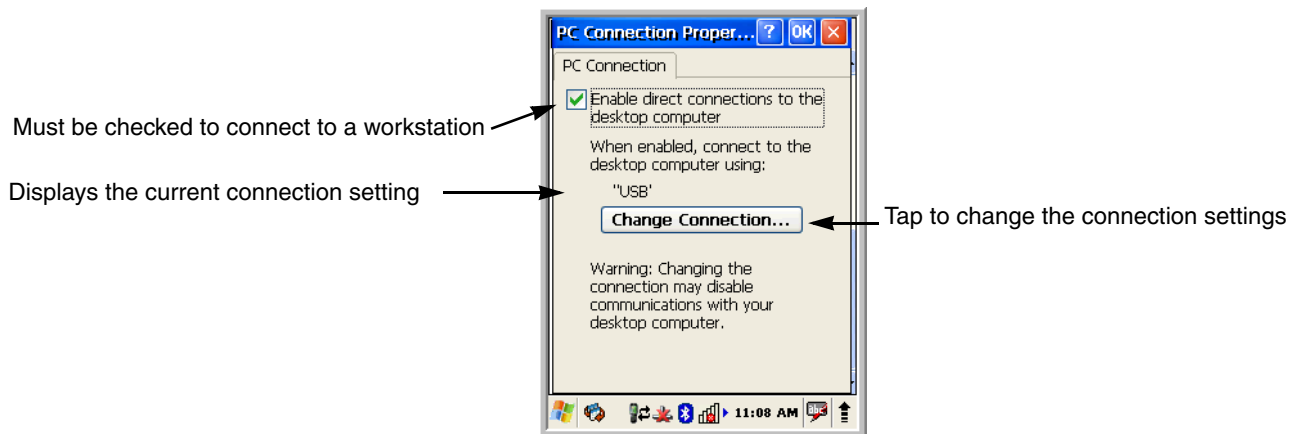 PC Connection Proper... ? OK
PC Connection
Enable direct connections to the
desktop computer
Must be checked to connect to a workstation
When enabled, connect to the
desktop computer using:
Displays the current connection setting
"USB'
Change Connection...
Tap to change the connection settings
Warning: Changing the
connection may disable
communications with your
desktop computer.
11:08 AM